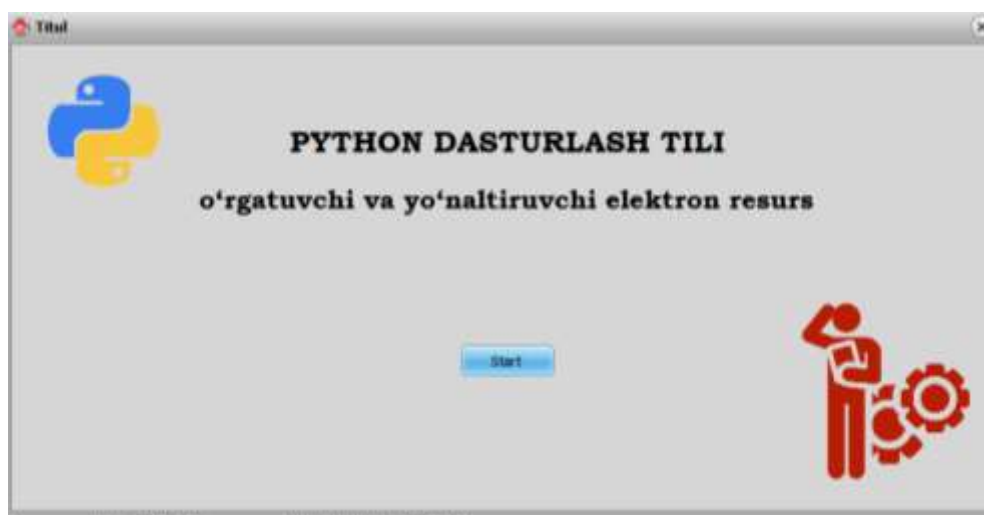 Titul
PYTHON DASTURLASH TILI
o‘rgatuvchi va yo‘naltiruvchi elektron resurs
Start